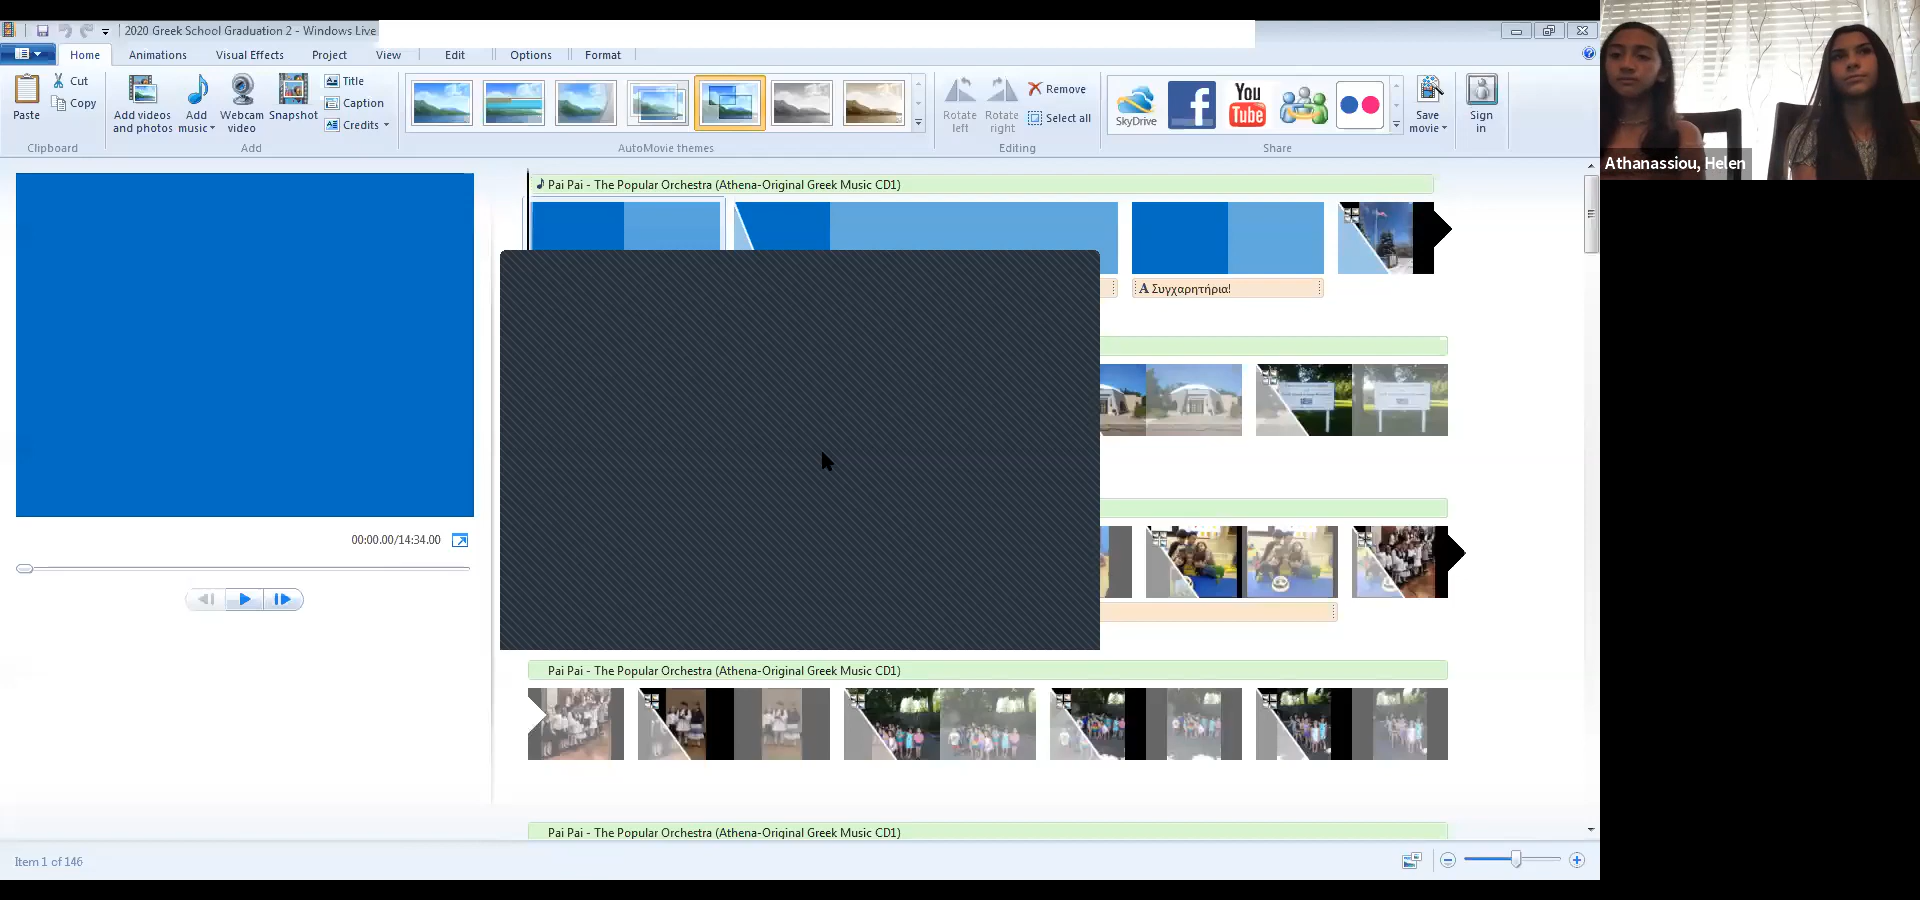 2020 Greek School Graduation 2 - Windows Live
Home Animations Visual Effects Project View Edit Options Format
Paste
Cut
Copy
Clipboard
Add videos
and photos
Add
music
Webcam
video
Snapshot
Title
Caption
Credits
Add
AutoMovie themes
Rotate
left
Rotate
right
Remove
Select all
Editing
SkyDrive
f
You
Tube
Share
Save
movie
Sign
in
Athanassiou, Helen
Pai Pai - The Popular Orchestra (Athena-Original Greek Music CD1)
A Συγχαρητήρια!
00:00.00/14:34.00
Pai Pai - The Popular Orchestra (Athena-Original Greek Music CD1)
Pai Pai - The Popular Orchestra (Athena-Original Greek Music CD1)
Item 1 of 146